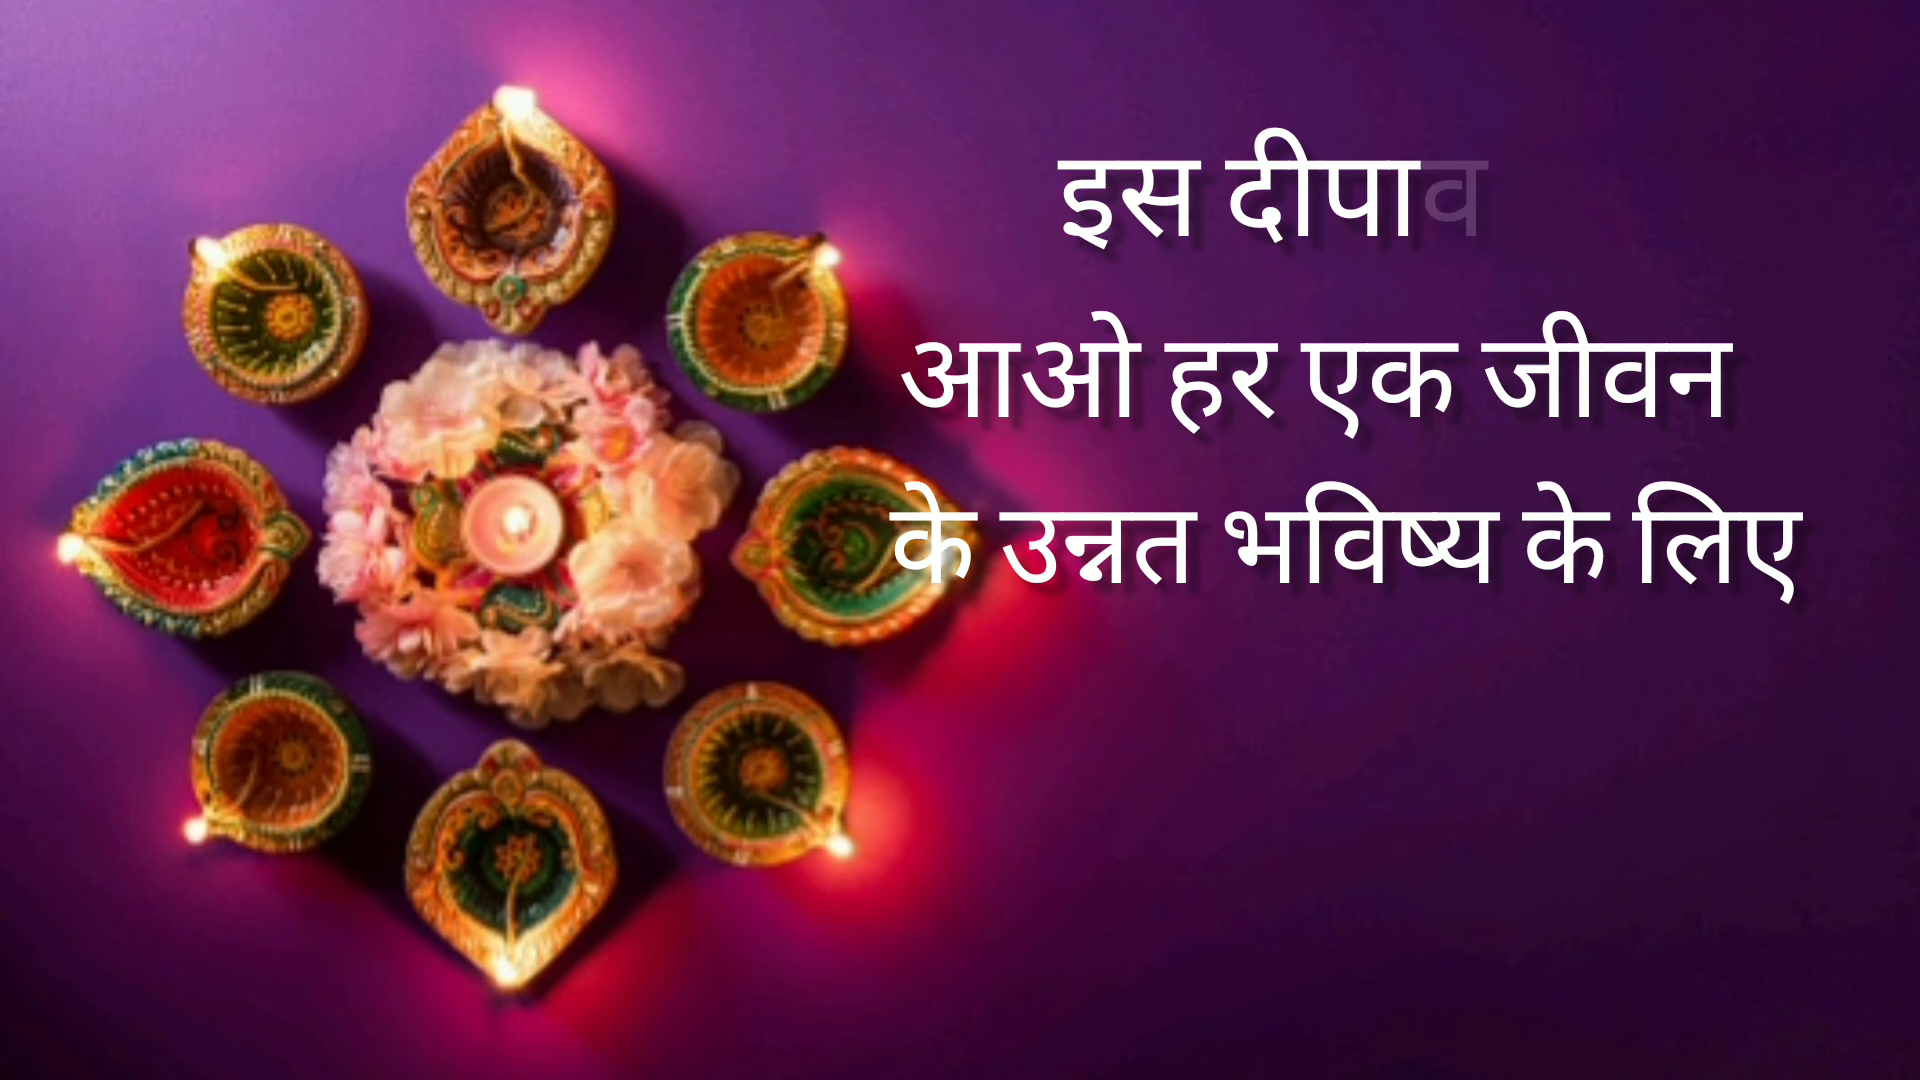 इस दीपाव
आओ हर एक जीवन
के उन्नत भविष्य के लिए